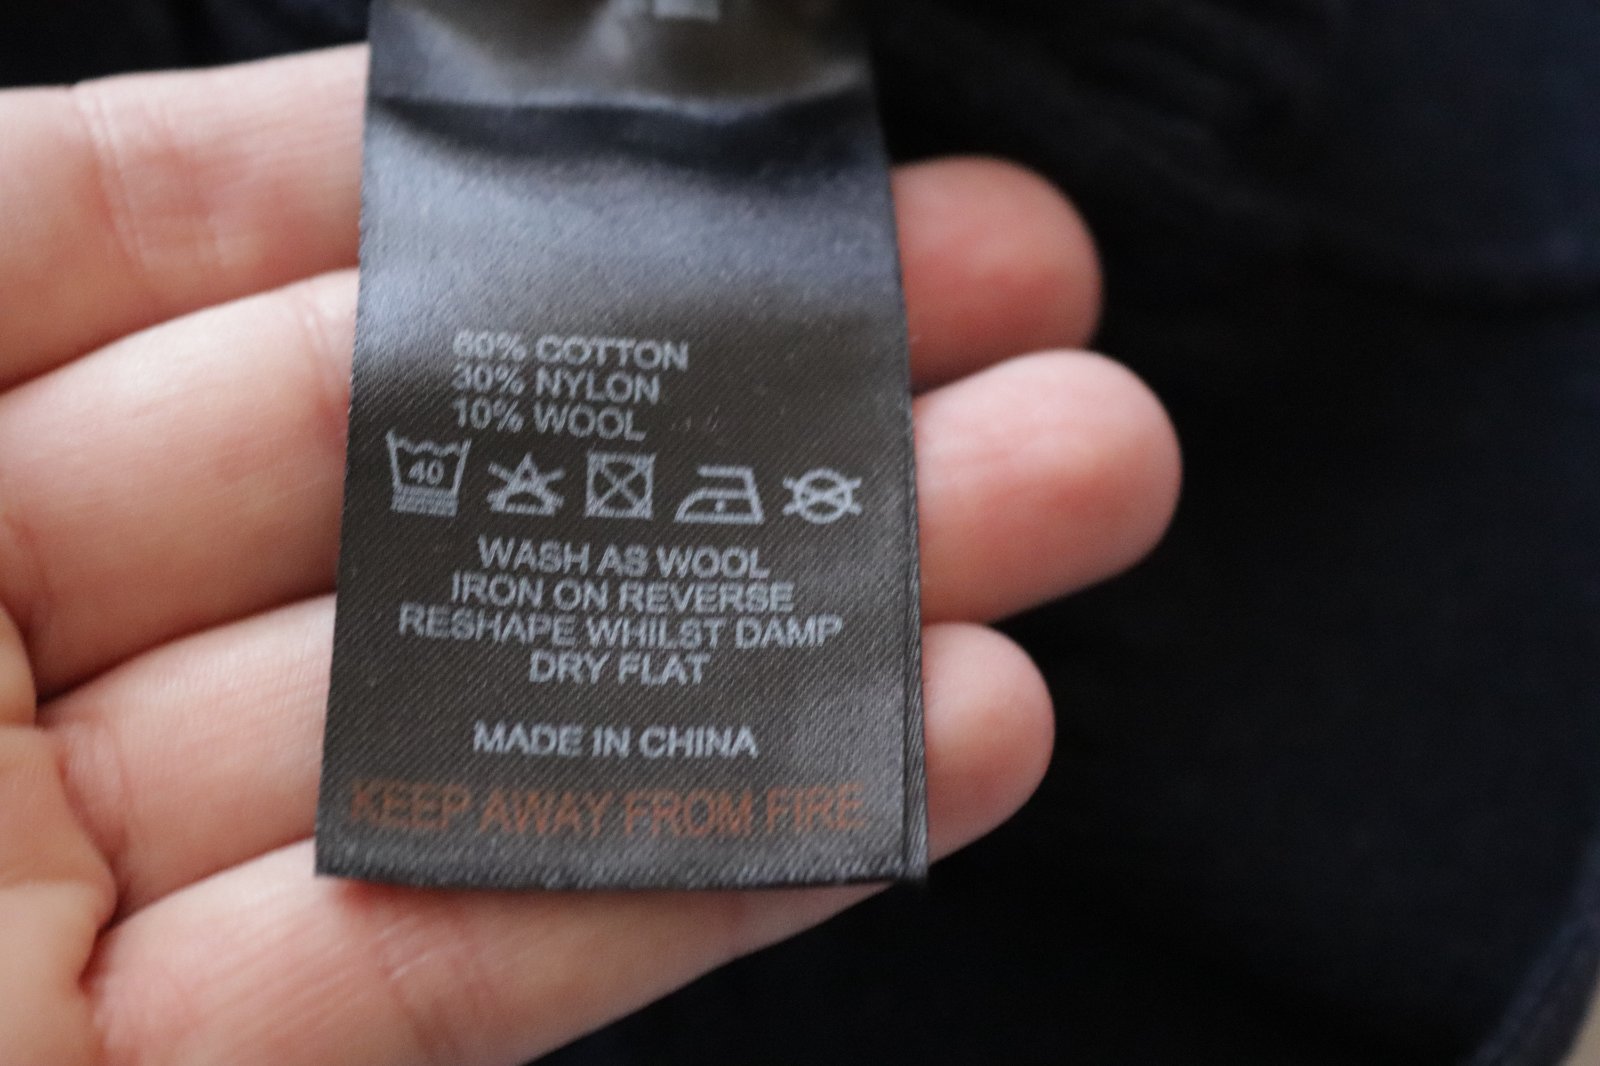 60% COTTON
30% NYLON
10% WOOL
40
WASH AS WOOL
IRON ON REVERSE
RESHAPE WHILST DAMP
DRY FLAT
MADE IN CHINA
KEEP AWAY FROM FIRE